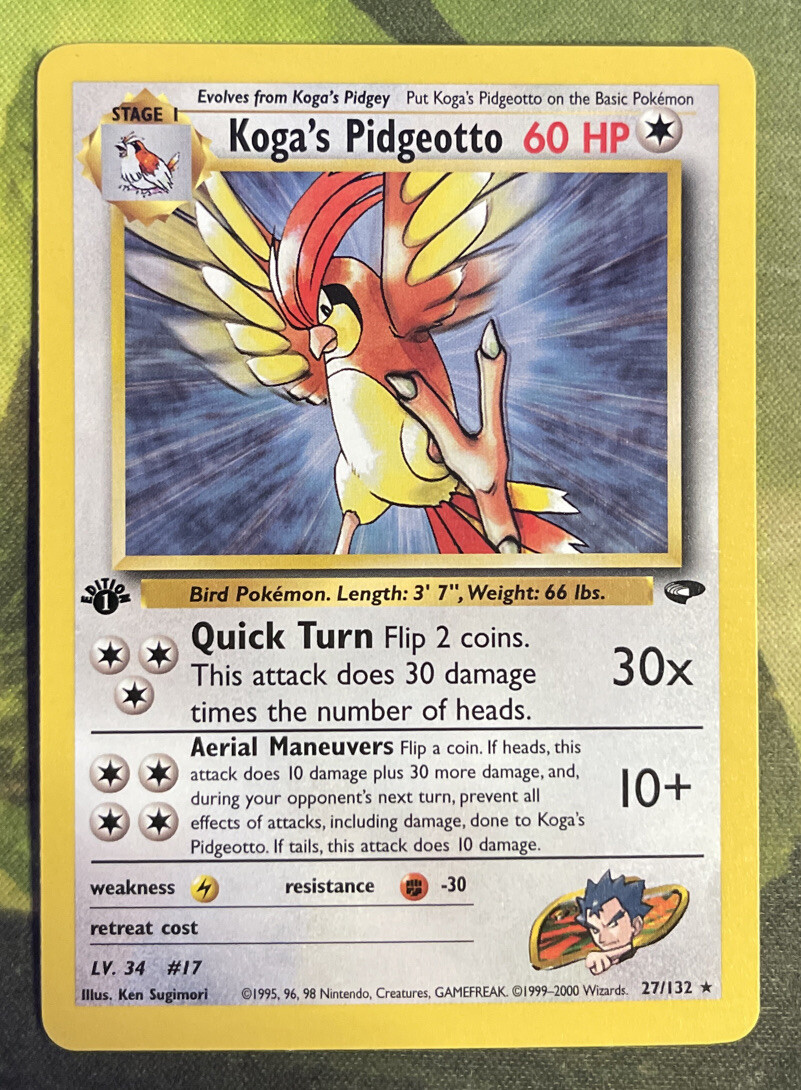 Evolves from Koga's Pidgey Put Koga's Pidgeotto on the Basic Pokémon
STAGE 1
Koga's Pidgeotto 60 HP
EDITION
1
Bird Pokémon. Length: 3' 7", Weight: 66 lbs.
Quick Turn Flip 2 coins.
This attack does 30 damage
times the number of heads.
30x
Aerial Maneuvers Flip a coin. If heads, this
attack does 10 damage plus 30 more damage, and,
during your opponent's next turn, prevent all
effects of attacks, including damage, done to Koga's
Pidgeotto. If tails, this attack does 10 damage.
10+
weakness resistance -30
retreat cost
LV. 34 #17
Illus. Ken Sugimori ©1995, 96, 98 Nintendo, Creatures, GAMEFREAK. ©1999–2000 Wizards. 27/132 ★